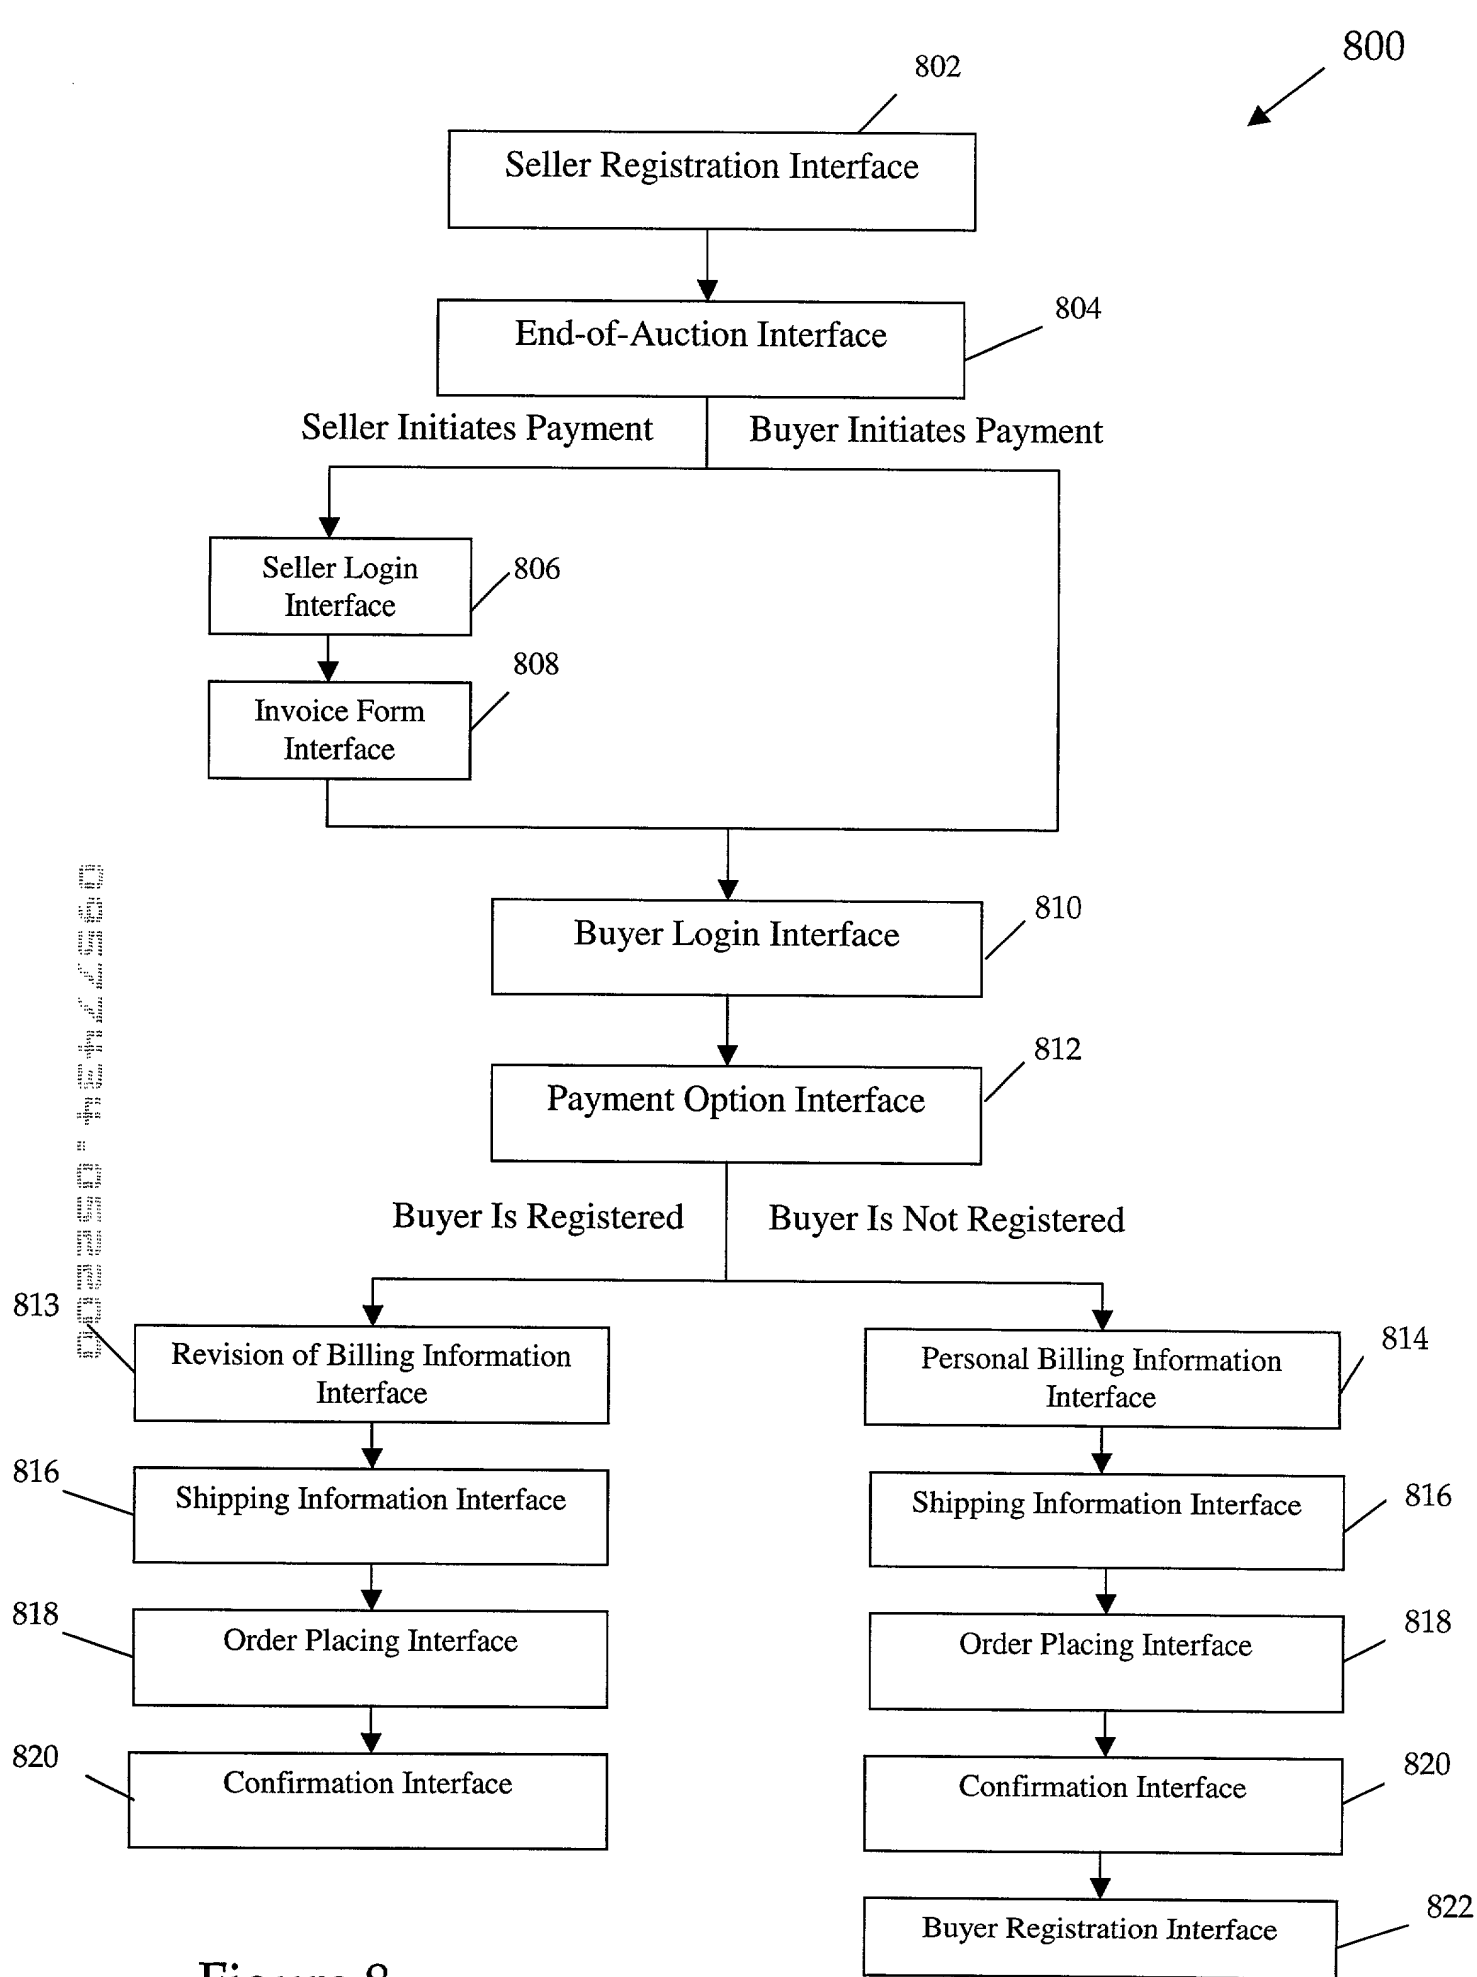 800
802
Seller Registration Interface
804
End-of-Auction Interface
Seller Initiates Payment
Buyer Initiates Payment
Seller Login
Interface
806
808
Invoice Form
Interface
810
Buyer Login Interface
812
Payment Option Interface
Buyer Is Registered
Buyer Is Not Registered
09577434.052200
813
Revision of Billing Information
Interface
814
Personal Billing Information
Interface
816
Shipping Information Interface
816
Shipping Information Interface
818
Order Placing Interface
818
Order Placing Interface
820
Confirmation Interface
820
Confirmation Interface
822
Buyer Registration Interface
Figure 8